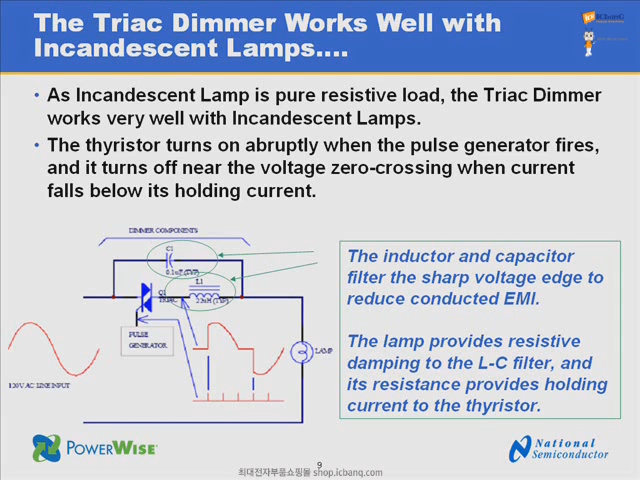 The Triac Dimmer Works Well with
Incandescent Lamps....
• As Incandescent Lamp is pure resistive load, the Triac Dimmer
works very well with Incandescent Lamps.
• The thyristor turns on abruptly when the pulse generator fires,
and it turns off near the voltage zero-crossing when current
falls below its holding current.
DIMMER COMPONENTS
C1
0.1uF (TYP)
L1
Q1
TRIAC
PULSE
GENERATOR
LAMP
120V AC LINE INPUT
The inductor and capacitor
filter the sharp voltage edge to
reduce conducted EMI.
The lamp provides resistive
damping to the L-C filter, and
its resistance provides holding
current to the thyristor.
POWERWISE®
National
Semiconductor
9
최대전자부품쇼핑몰 shop.icbanq.com